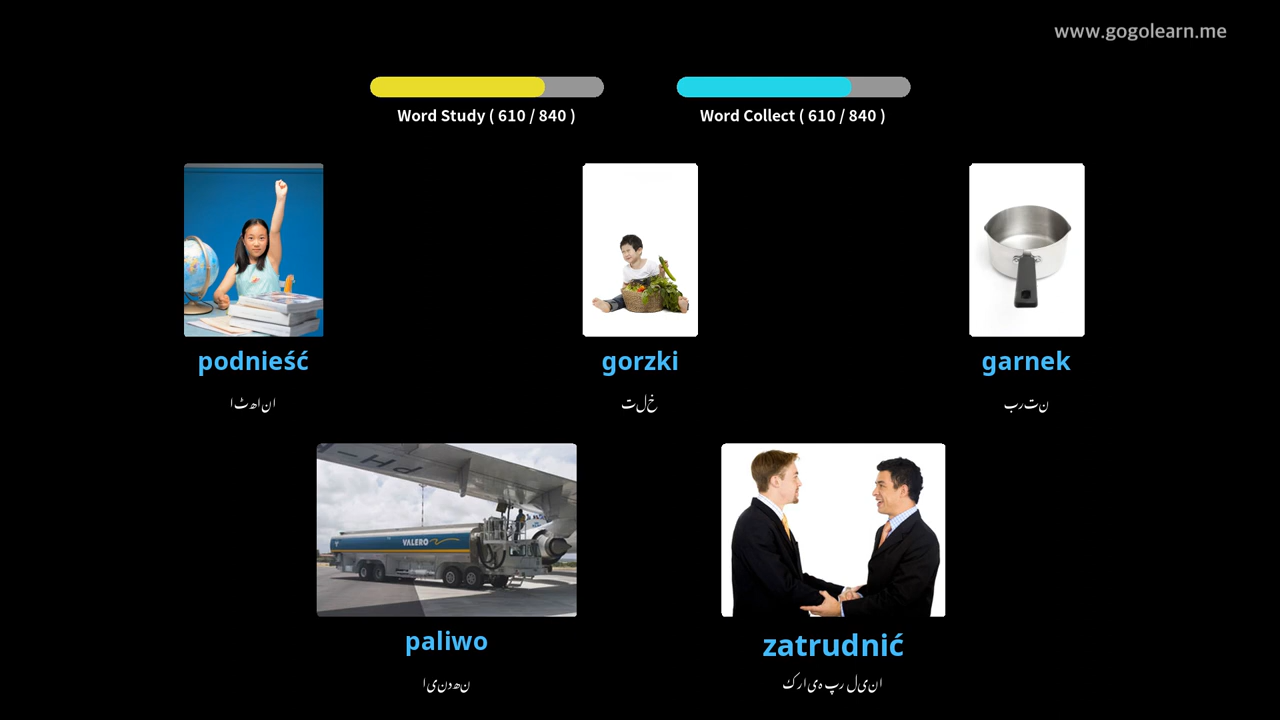 www.gogolearn.me
Word Study ( 610 / 840 )
Word Collect ( 610 / 840 )
podnieść
gorzki
garnek
اٹھانا
تلخ
برتن
PH-
VALERO
paliwo
zatrudnić
ایندھن
کرایہ پر لینا